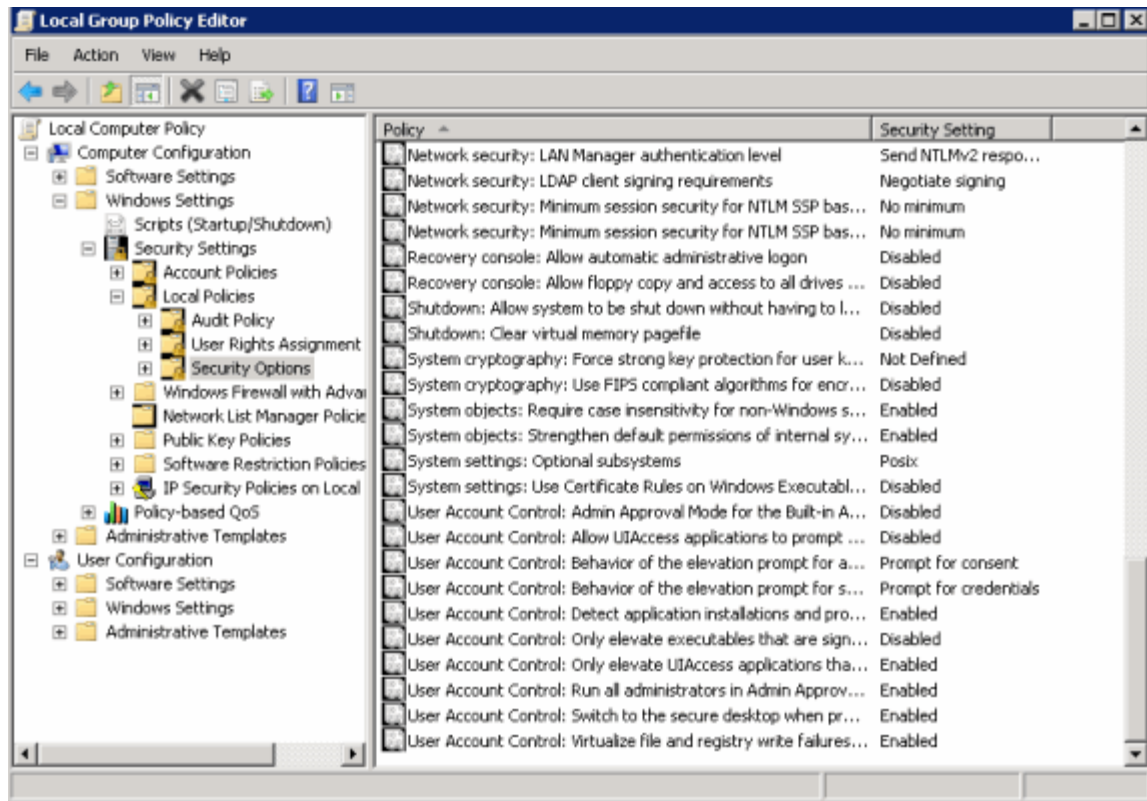 Local Group Policy Editor
File Action View Help
Local Computer Policy
Computer Configuration
Software Settings
Windows Settings
Scripts (Startup/Shutdown)
Security Settings
Account Policies
Local Policies
Audit Policy
User Rights Assignment
Security Options
Windows Firewall with Advan
Network List Manager Policie
Public Key Policies
Software Restriction Policies
IP Security Policies on Local
Policy-based QoS
Administrative Templates
User Configuration
Software Settings
Windows Settings
Administrative Templates
Policy Security Setting
Network security: LAN Manager authentication level Send NTLMv2 respo...
Network security: LDAP client signing requirements Negotiate signing
Network security: Minimum session security for NTLM SSP bas... No minimum
Network security: Minimum session security for NTLM SSP bas... No minimum
Recovery console: Allow automatic administrative logon Disabled
Recovery console: Allow floppy copy and access to all drives ... Disabled
Shutdown: Allow system to be shut down without having to l... Disabled
Shutdown: Clear virtual memory pagefile Disabled
System cryptography: Force strong key protection for user k... Not Defined
System cryptography: Use FIPS compliant algorithms for encr... Disabled
System objects: Require case insensitivity for non-Windows s... Enabled
System objects: Strengthen default permissions of internal sy... Enabled
System settings: Optional subsystems Posix
System settings: Use Certificate Rules on Windows Executabl... Disabled
User Account Control: Admin Approval Mode for the Built-in A... Disabled
User Account Control: Allow UIAccess applications to prompt ... Disabled
User Account Control: Behavior of the elevation prompt for a... Prompt for consent
User Account Control: Behavior of the elevation prompt for s... Prompt for credentials
User Account Control: Detect application installations and pro... Enabled
User Account Control: Only elevate executables that are sign... Disabled
User Account Control: Only elevate UIAccess applications tha... Enabled
User Account Control: Run all administrators in Admin Approv... Enabled
User Account Control: Switch to the secure desktop when pr... Enabled
User Account Control: Virtualize file and registry write failures... Enabled